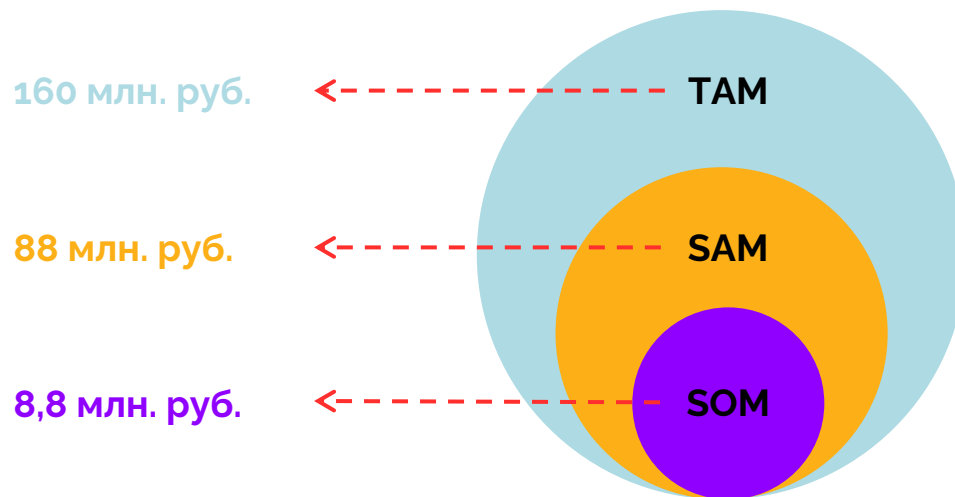 160 млн. руб.
TAM
88 млн. руб.
SAM
8,8 млн. руб.
SOM